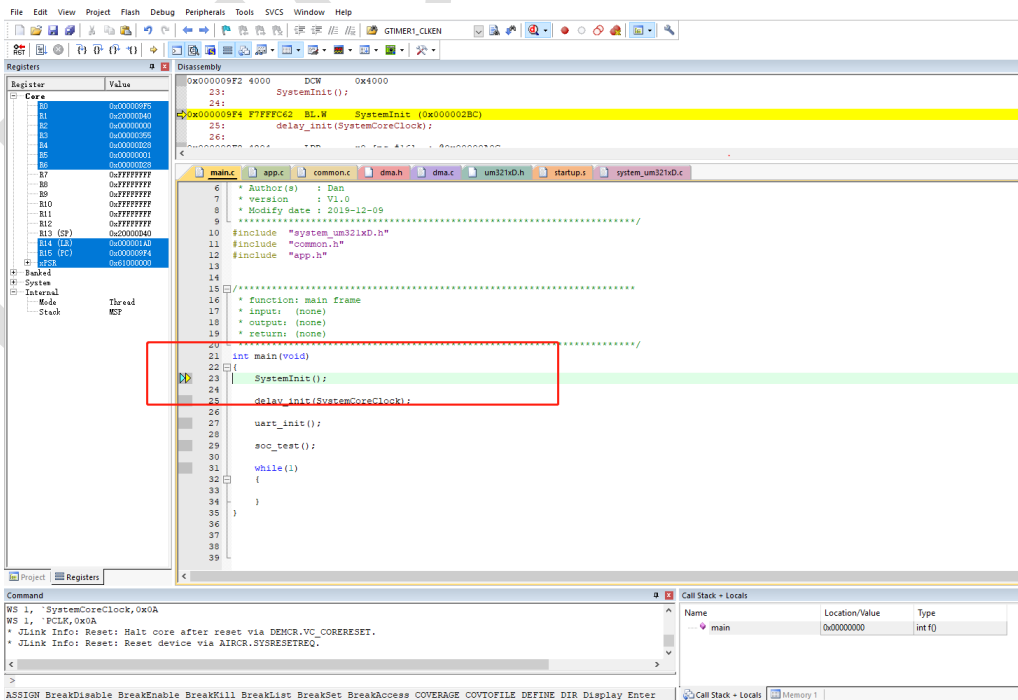 File Edit View Project Flash Debug Peripherals Tools SVCS Window Help
GTIMER1_CLKEN
Registers
Disassembly
Register Value
Core
R0 0x000009F5
R1 0x20000D40
R2 0x00000000
R3 0x00000355
R4 0x00000D28
R5 0x00000001
R6 0x00000D28
R7 0xFFFFFFFF
R8 0xFFFFFFFF
R9 0xFFFFFFFF
R10 0xFFFFFFFF
R11 0xFFFFFFFF
R12 0xFFFFFFFF
R13 (SP) 0x20000D40
R14 (LR) 0x000001AD
R15 (PC) 0x000009F4
xPSR 0x61000000
Banked
System
Internal
Mode Thread
Stack MSP
Project Registers
0x000009F2 4000 DCW 0x4000
23: SystemInit();
24:
0x000009F4 F7FFFC62 BL.W SystemInit (0x000002BC)
25: delay_init(SystemCoreClock);
26:
main.c app.c common.c dma.h dma.c um321xD.h startup.s system_um321xD.c
6 * Author(s) : Dan
7 * version : V1.0
8 * Modify date : 2019-12-09
9 ***********************************************************************/
10 #include "system_um321xD.h"
11 #include "common.h"
12 #include "app.h"
13
14
15 /***********************************************************************
16 * function: main frame
17 * input: (none)
18 * output: (none)
19 * return: (none)
20 ***********************************************************************/
21 int main(void)
22 {
23 SystemInit();
24
25 delay_init(SystemCoreClock);
26
27 uart_init();
28
29 soc_test();
30
31 while(1)
32 {
33
34 }
35 }
36
37
38
39
Command
WS 1, `SystemCoreClock,0x0A
WS 1, `PCLK,0x0A
* JLink Info: Reset: Halt core after reset via DEMCR.VC_CORERESET.
* JLink Info: Reset: Reset device via AIRCR.SYSRESETREQ.
>
ASSIGN BreakDisable BreakEnable BreakKill BreakList BreakSet BreakAccess COVERAGE COVTOFILE DEFINE DIR Display Enter
Call Stack + Locals
Name Location/Value Type
main 0x00000000 int f()
Call Stack + Locals Memory 1